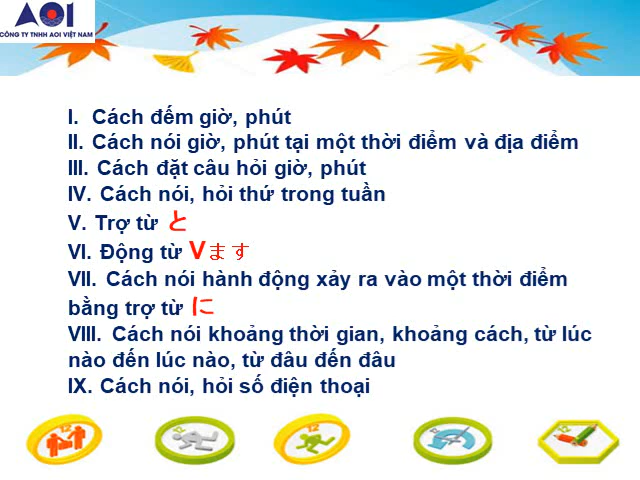 AOI
CÔNG TY TNHH AOI VIỆT NAM
I. Cách đếm giờ, phút
II. Cách nói giờ, phút tại một thời điểm và địa điểm
III. Cách đặt câu hỏi giờ, phút
IV. Cách nói, hỏi thứ trong tuần
V. Trợ từ と
VI. Động từ Vます
VII. Cách nói hành động xảy ra vào một thời điểm
bằng trợ từ に
VIII. Cách nói khoảng thời gian, khoảng cách, từ lúc
nào đến lúc nào, từ đâu đến đâu
IX. Cách nói, hỏi số điện thoại
12
12
12